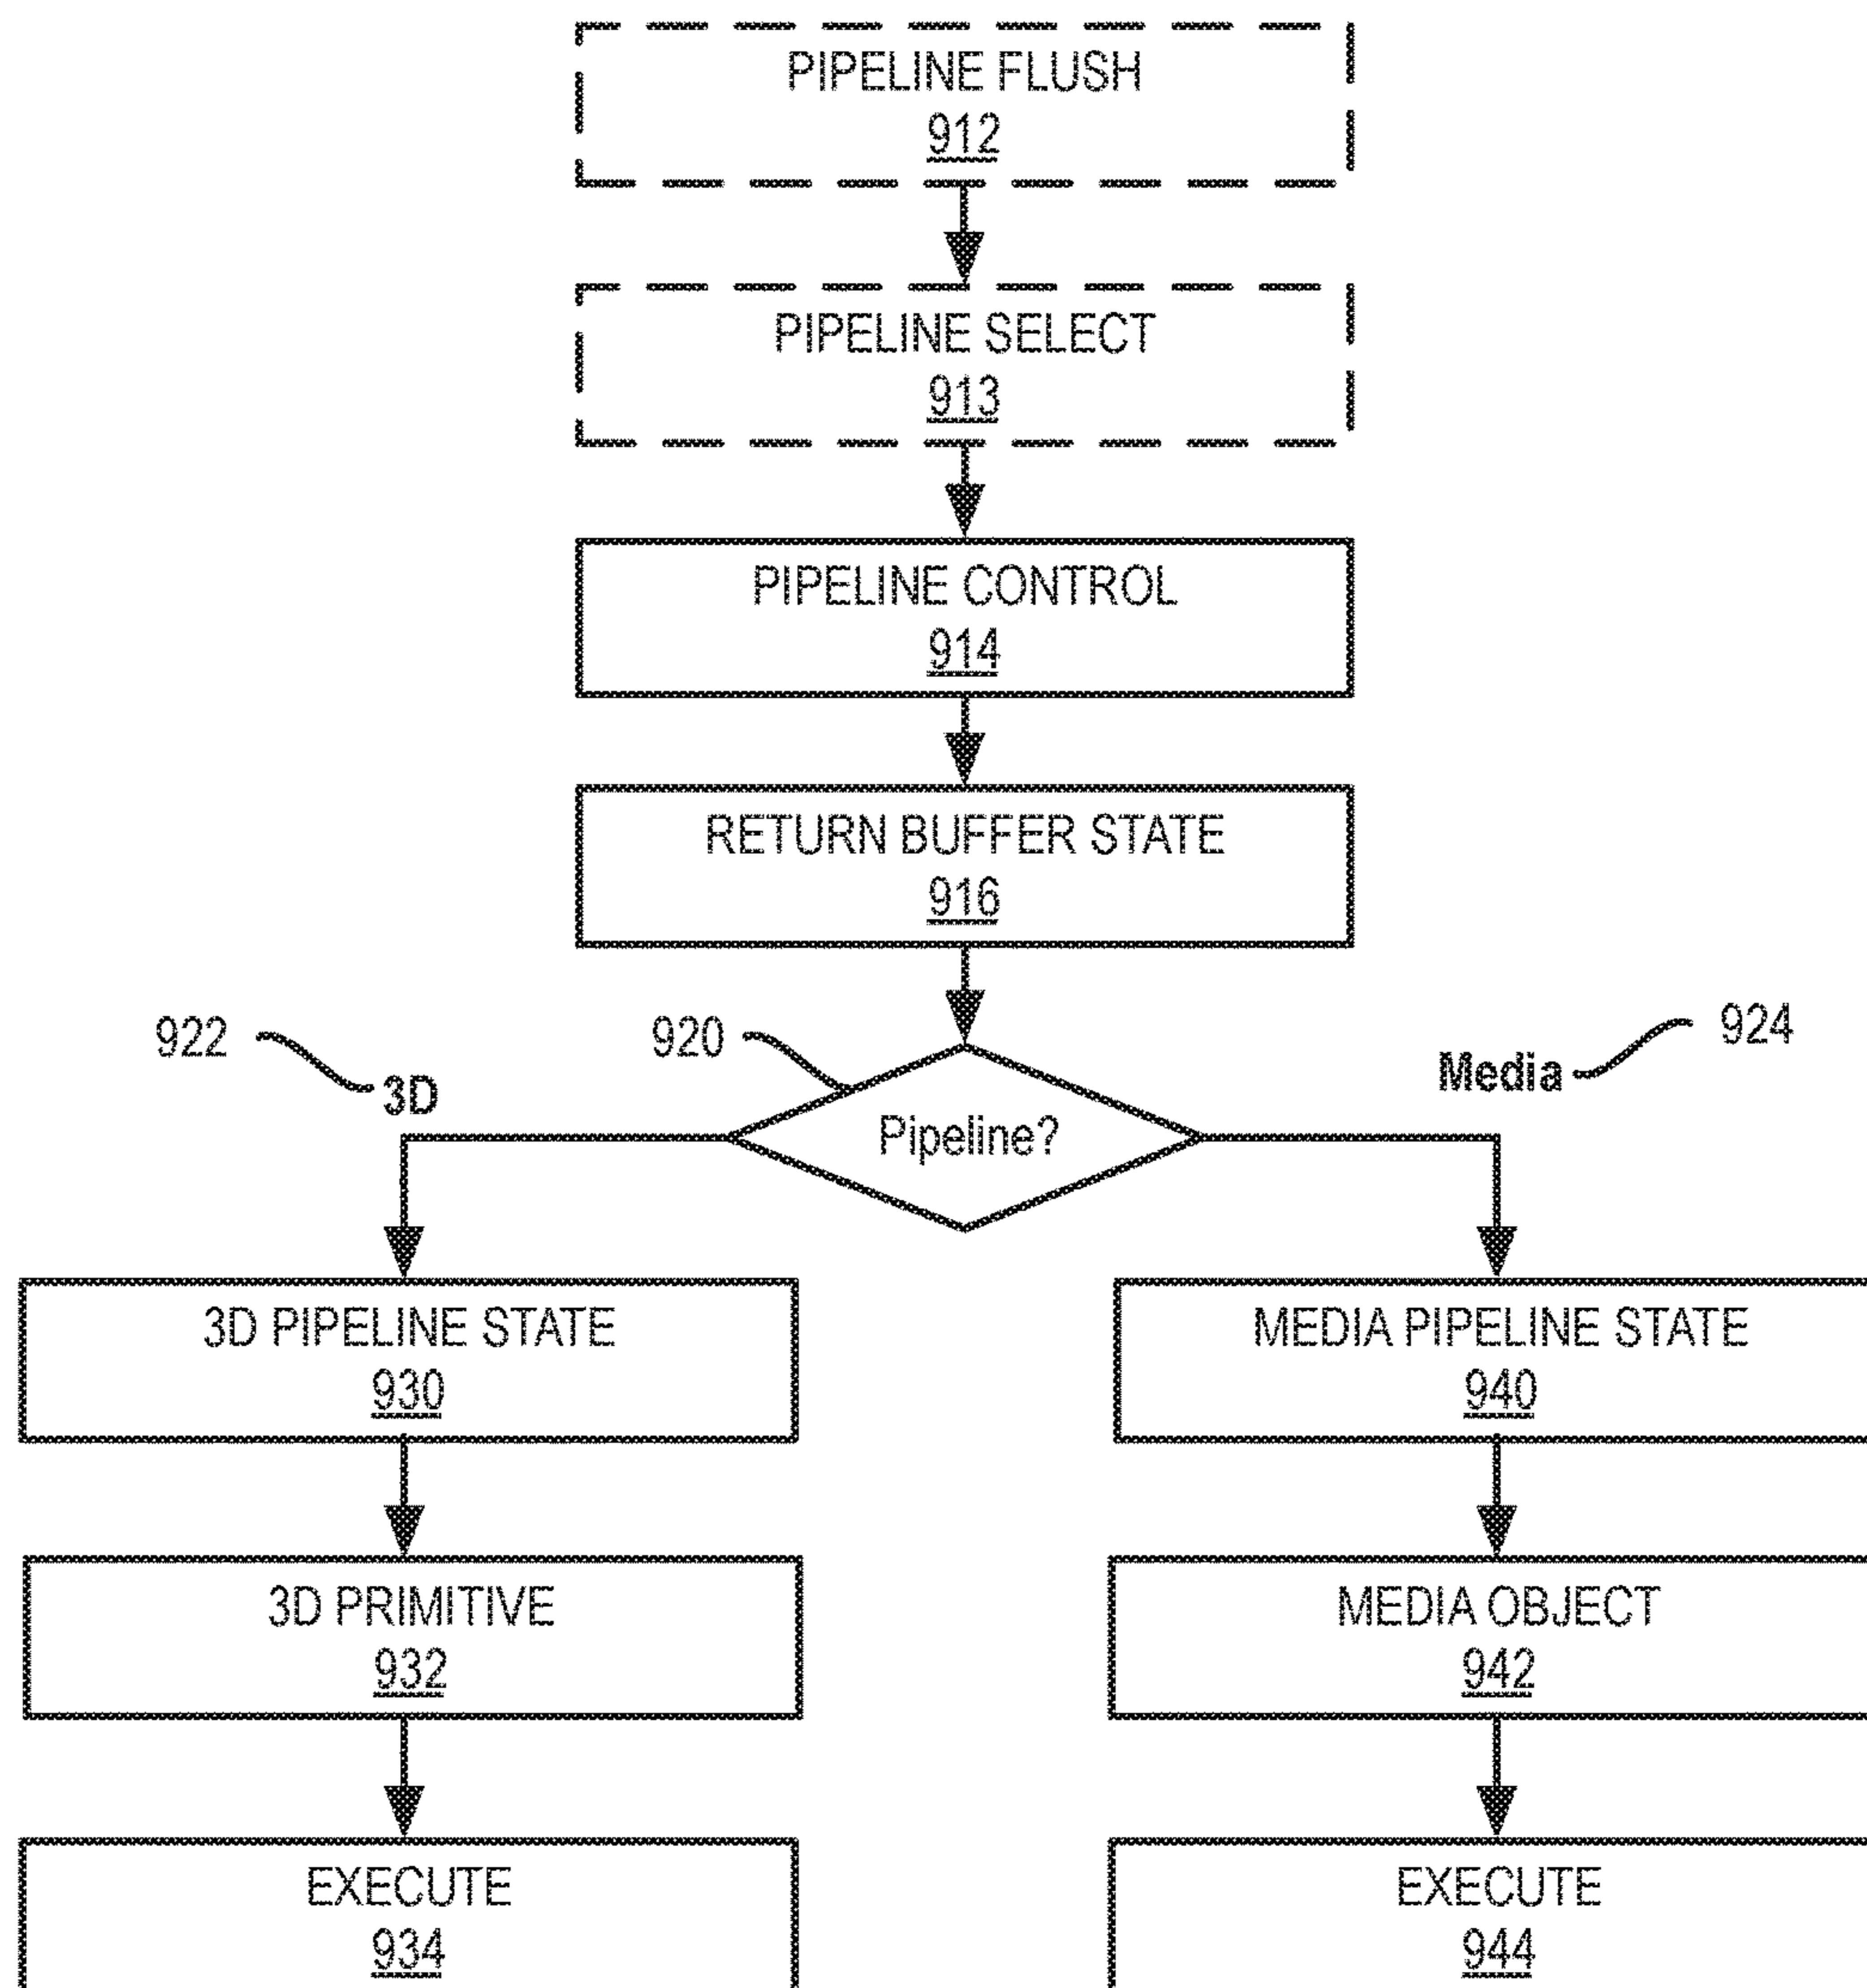 PIPELINE FLUSH
912
PIPELINE SELECT
913
PIPELINE CONTROL
914
RETURN BUFFER STATE
916
922
920
924
3D
Media
Pipeline?
3D PIPELINE STATE
930
MEDIA PIPELINE STATE
940
3D PRIMITIVE
932
MEDIA OBJECT
942
EXECUTE
934
EXECUTE
944